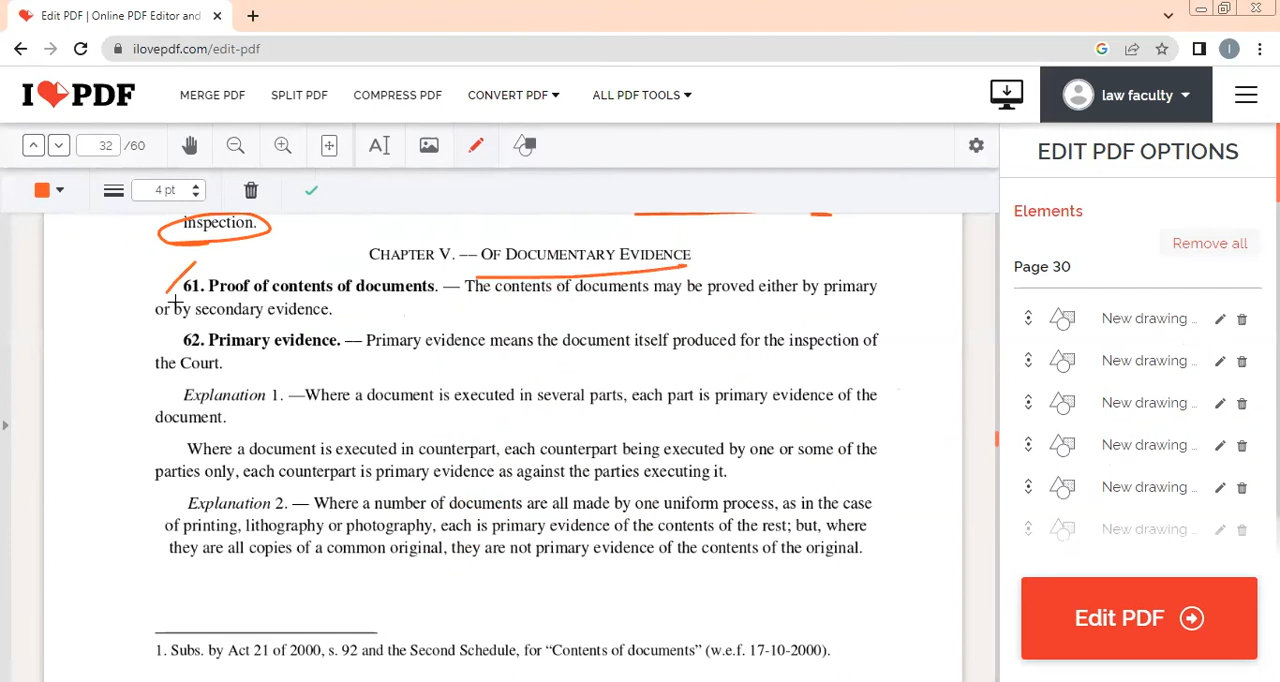 Edit PDF | Online PDF Editor and
ilovepdf.com/edit-pdf
I PDF
MERGE PDF SPLIT PDF COMPRESS PDF CONVERT PDF ALL PDF TOOLS law faculty
32 /60
4 pt
EDIT PDF OPTIONS
Elements
Remove all
Page 30
New drawing ...
New drawing ...
New drawing ...
New drawing ...
New drawing ...
New drawing ...
Edit PDF
inspection.
CHAPTER V. –– OF DOCUMENTARY EVIDENCE
61. Proof of contents of documents. — The contents of documents may be proved either by primary
or by secondary evidence.
62. Primary evidence. –– Primary evidence means the document itself produced for the inspection of
the Court.
Explanation 1. —Where a document is executed in several parts, each part is primary evidence of the
document.
Where a document is executed in counterpart, each counterpart being executed by one or some of the
parties only, each counterpart is primary evidence as against the parties executing it.
Explanation 2. — Where a number of documents are all made by one uniform process, as in the case
of printing, lithography or photography, each is primary evidence of the contents of the rest; but, where
they are all copies of a common original, they are not primary evidence of the contents of the original.
1. Subs. by Act 21 of 2000, s. 92 and the Second Schedule, for “Contents of documents” (w.e.f. 17-10-2000).